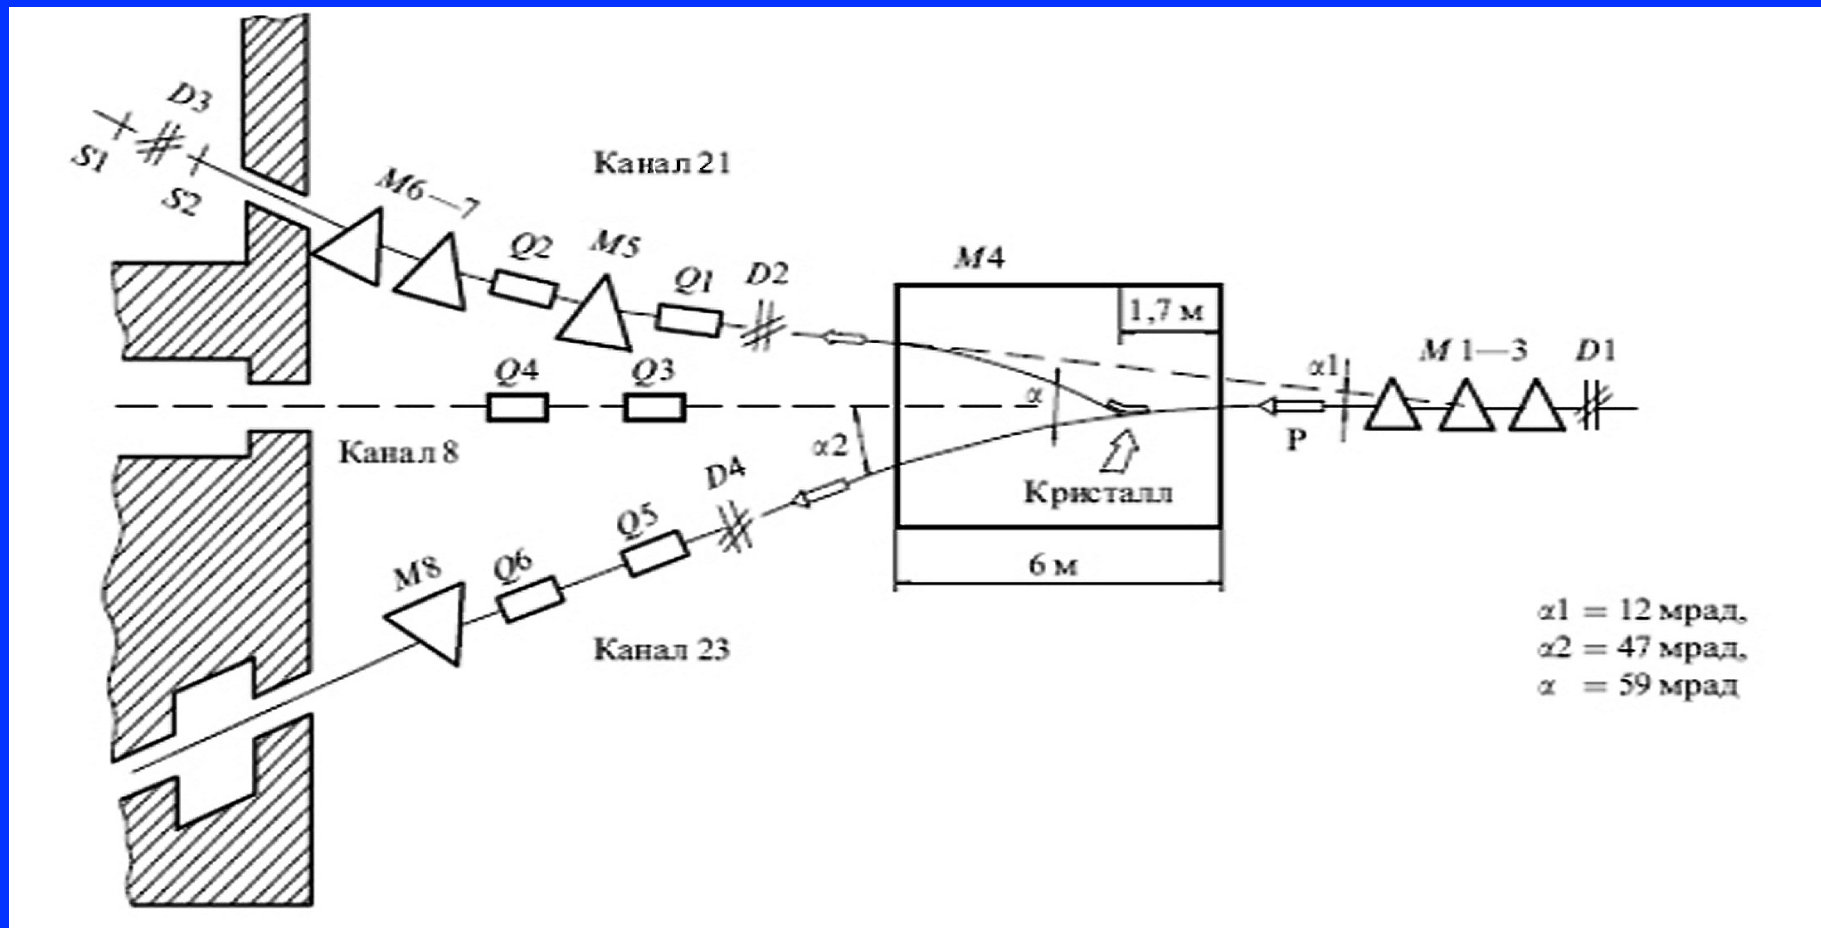 D3
S1
S2
Канал 21
M6—7
Q2
M5
Q1
D2
M4
1,7 м
α1
M 1—3
D1
Q4
Q3
α
P
Канал 8
α2
Кристалл
D4
Q5
Q6
M8
6 м
Канал 23
α1 = 12 мрад,
α2 = 47 мрад,
α = 59 мрад